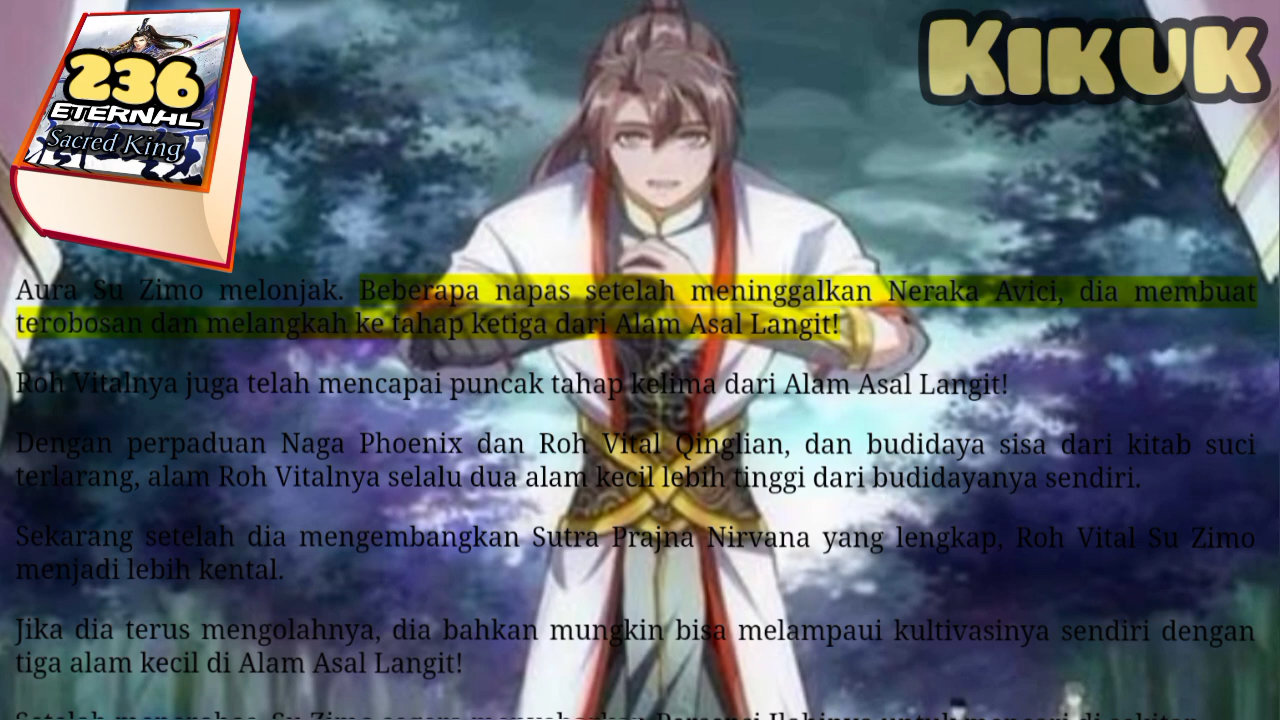 236
ETERNAL
Sacred King
KIKUK
Aura Su Zimo melonjak. Beberapa napas setelah meninggalkan Neraka Avici, dia membuat
terobosan dan melangkah ke tahap ketiga dari Alam Asal Langit!
Roh Vitalnya juga telah mencapai puncak tahap kelima dari Alam Asal Langit!
Dengan perpaduan Naga Phoenix dan Roh Vital Qinglian, dan budidaya sisa dari kitab suci
terlarang, alam Roh Vitalnya selalu dua alam kecil lebih tinggi dari budidayanya sendiri.
Sekarang setelah dia mengembangkan Sutra Prajna Nirvana yang lengkap, Roh Vital Su Zimo
menjadi lebih kental.
Jika dia terus mengolahnya, dia bahkan mungkin bisa melampaui kultivasinya sendiri dengan
tiga alam kecil di Alam Asal Langit!